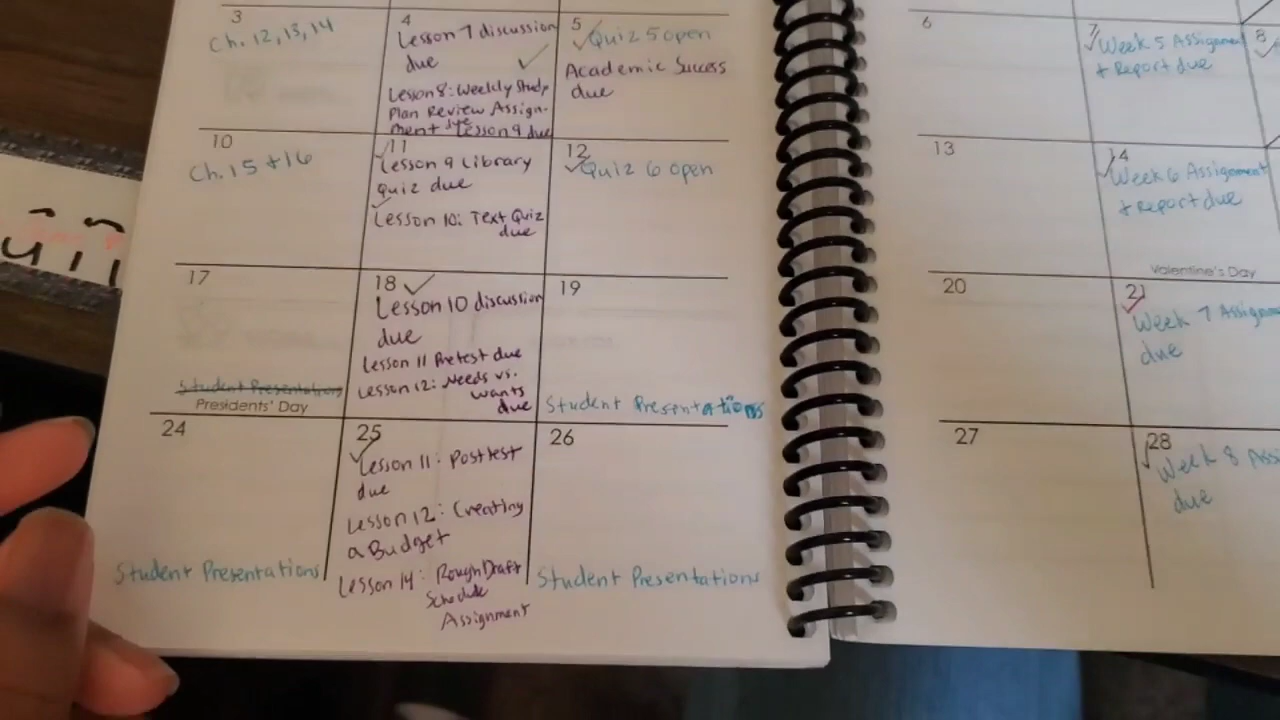 3
Ch. 12, 13, 14
4
Lesson 7 discussion
due
Lesson 8: Weekly Study
Plan Review Assign-
ment due Lesson 9 due
5
Quiz 5 open
Academic Success
due
6
7
Week 5 Assignment
+ Report due
8
10
Ch. 15 + 16
11
Lesson 9 Library
quiz due
Lesson 10: Text Quiz
due
12
Quiz 6 open
13
14
Week 6 Assignment
+ Report due
Valentine's Day
17
Student Presentations
Presidents' Day
18
Lesson 10 discussion
due
Lesson 11 Pretest due
Lesson 12: Needs vs.
wants
due
19
Student Presentations
20
21
Week 7 Assignm
due
24
Student Presentations
25
Lesson 11: Posttest
due
Lesson 12: Creating
a Budget
Lesson 14: Rough Draft
Schedule
Assignment
26
Student Presentations
27
28
Week 8 Assi
due